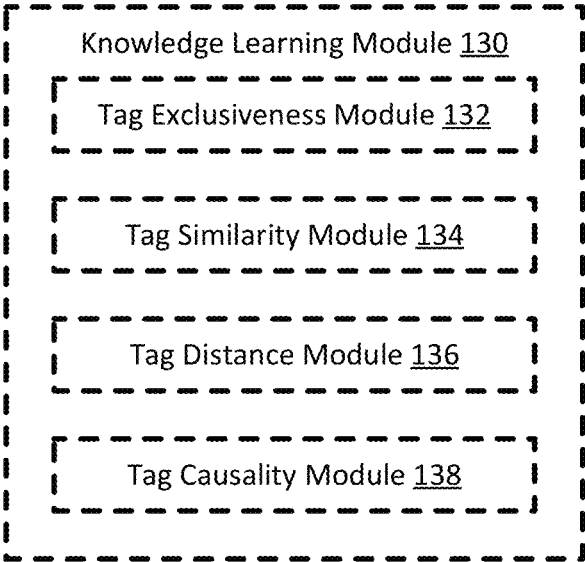 Knowledge Learning Module 130
Tag Exclusiveness Module 132
Tag Similarity Module 134
Tag Distance Module 136
Tag Causality Module 138